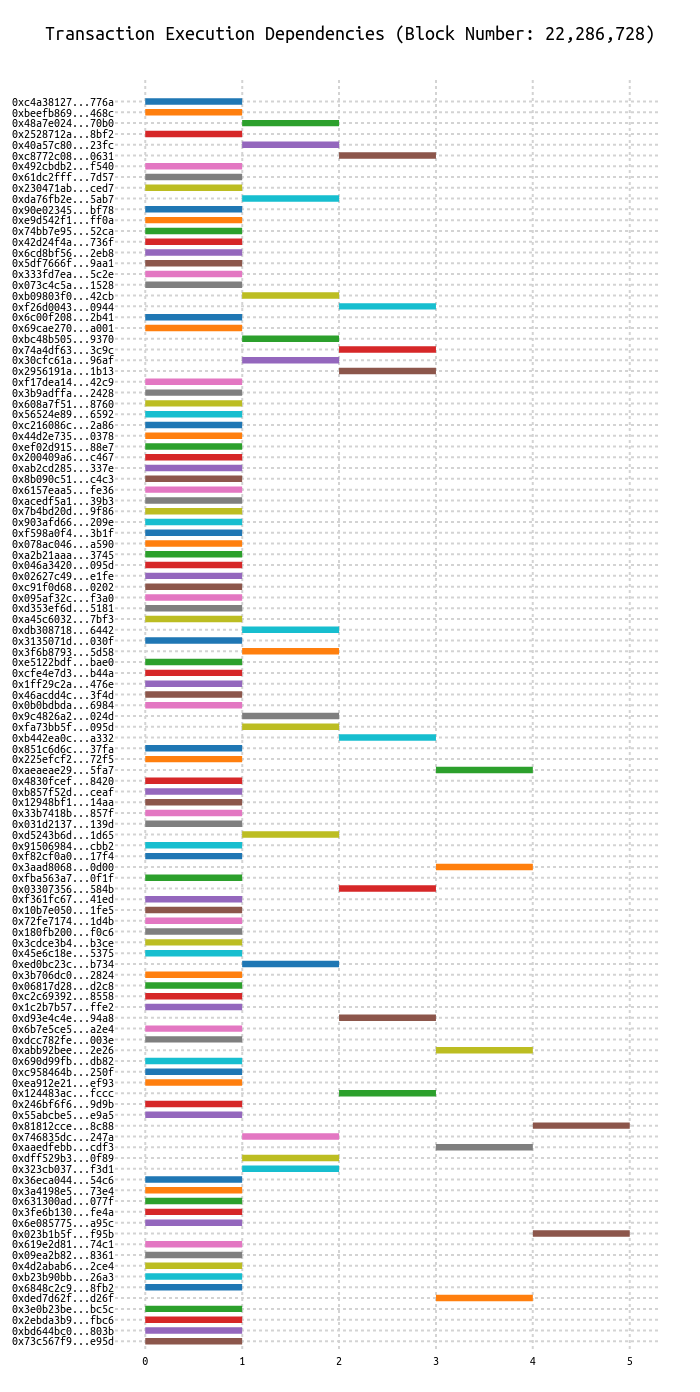 Transaction Execution Dependencies (Block Number: 22,286,728)
0xc4a38127...776a
0xbeefb869...468c
0x48a7e024...70b0
0x2528712a...8bf2
0x40a57c80...23fc
0xc8772c08...0631
0x492cbdb2...f540
0x61dc2fff...7d57
0x230471ab...ced7
0xda76fb2e...5ab7
0x90e02345...bf78
0xe9d542f1...ff0a
0x74bb7e95...52ca
0x42d24f4a...736f
0x6cd8bf56...2eb8
0x5df7666f...9aa1
0x333fd7ea...5c2e
0x073c4c5a...1528
0xb09803f0...42cb
0xf26d0043...0944
0x6c00f208...2b41
0x69cae270...a001
0xbc48b505...9370
0x74a4df63...3c9c
0x30cfc61a...96af
0x2956191a...1b13
0xf17dea14...42c9
0x3b9adffa...2428
0x608a7f51...8760
0x56524e89...6592
0xc216086c...2a86
0x44d2e735...0378
0xef02d915...88e7
0x200409a6...c467
0xab2cd285...337e
0x8b090c51...c4c3
0x6157eaa5...fe36
0xacedf5a1...39b3
0x7b4bd20d...9f86
0x903afd66...209e
0xf598a0f4...3b1f
0x078ac046...a590
0xa2b21aaa...3745
0x046a3420...095d
0x02627c49...e1fe
0xc91f0d68...0202
0x095af32c...f3a0
0xd353ef6d...5181
0xa45c6032...7bf3
0xdb308718...6442
0x3135071d...030f
0x3f6b8793...5d58
0xe5122bdf...bae0
0xcfe4e7d3...b44a
0x1ff29c2a...476e
0x46acdd4c...3f4d
0x0b0bdbda...6984
0x9c4826a2...024d
0xfa73bb5f...095d
0xb442ea0c...a332
0x851c6d6c...37fa
0x225efcf2...72f5
0xaeaeae29...5fa7
0x4830fcef...8420
0xb857f52d...ceaf
0x12948bf1...14aa
0x33b7418b...857f
0x031d2137...139d
0xd5243b6d...1d65
0x91506984...cbb2
0xf82cf0a0...17f4
0x3aad8068...0d00
0xfba563a7...0f1f
0x03307356...584b
0xf361fc67...41ed
0x10b7e050...1fe5
0x72fe7174...1d4b
0x180fb200...f0c6
0x3cdce3b4...b3ce
0x45e6c18e...5375
0xed0bc23c...b734
0x3b706dc0...2824
0x06817d28...d2c8
0xc2c69392...8558
0x1c2b7b57...ffe2
0xd93e4c4e...94a8
0x6b7e5ce5...a2e4
0xdcc782fe...003e
0xabb92bee...2e26
0x690d99fb...db82
0xc958464b...250f
0xea912e21...ef93
0x124483ac...fccc
0x246bf6f6...9d9b
0x55abcbe5...e9a5
0x81812cce...8c88
0x746835dc...247a
0xaaedfebb...cdf3
0xdff529b3...0f89
0x323cb037...f3d1
0x36eca044...54c6
0x3a4198e5...73e4
0x631300ad...077f
0x3fe6b130...fe4a
0x6e085775...a95c
0x023b1b5f...f95b
0x619e2d81...74c1
0x09ea2b82...8361
0x4d2abab6...2ce4
0xb23b90bb...26a3
0x6848c2c9...8fb2
0xded7d62f...d26f
0x3e0b23be...bc5c
0x2ebda3b9...fbc6
0xbd644bc0...803b
0x73c567f9...e95d
0 1 2 3 4 5